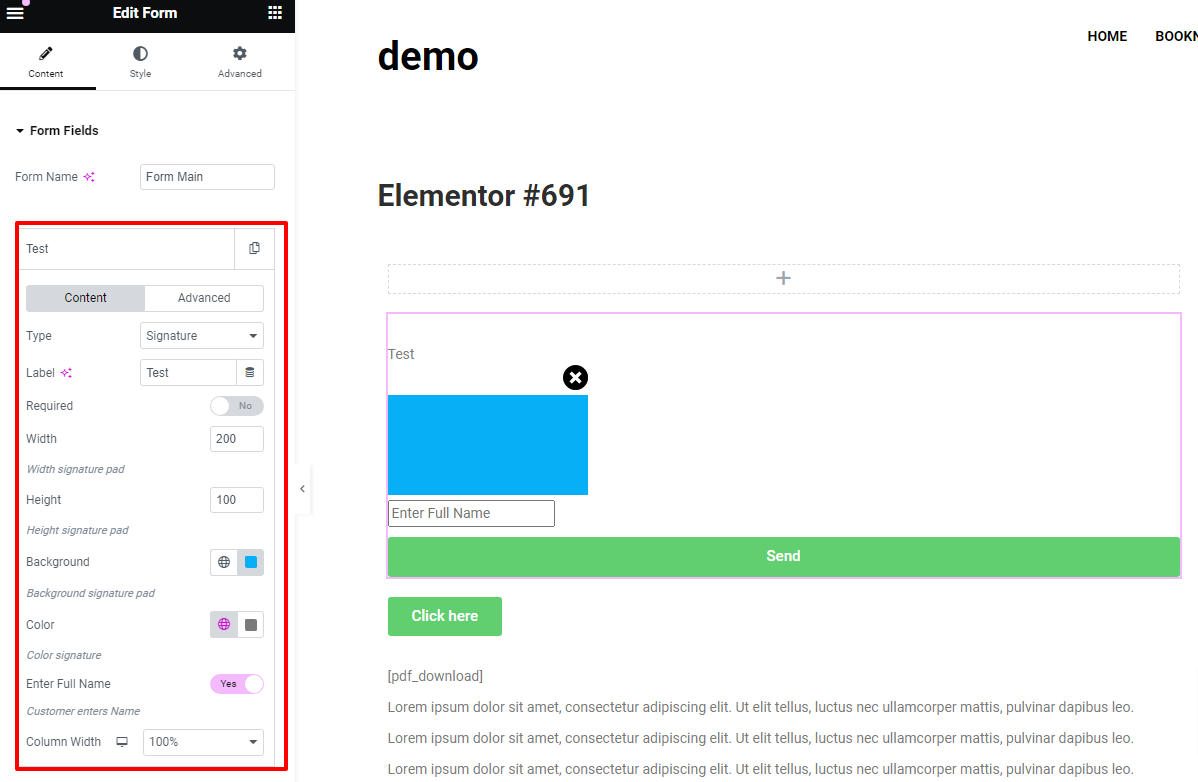 Edit Form
Content
Style
Advanced
Form Fields
Form Name
Form Main
Test
Content
Advanced
Type
Signature
Label
Test
Required
No
Width
200
Width signature pad
Height
100
Height signature pad
Background
Background signature pad
Color
Color signature
Enter Full Name
Yes
Customer enters Name
Column Width
100%
demo
HOME
BOOKN
Elementor #691
Test
Enter Full Name
Send
Click here
[pdf_download]
Lorem ipsum dolor sit amet, consectetur adipiscing elit. Ut elit tellus, luctus nec ullamcorper mattis, pulvinar dapibus leo.
Lorem ipsum dolor sit amet, consectetur adipiscing elit. Ut elit tellus, luctus nec ullamcorper mattis, pulvinar dapibus leo.
Lorem ipsum dolor sit amet, consectetur adipiscing elit. Ut elit tellus, luctus nec ullamcorper mattis, pulvinar dapibus leo.